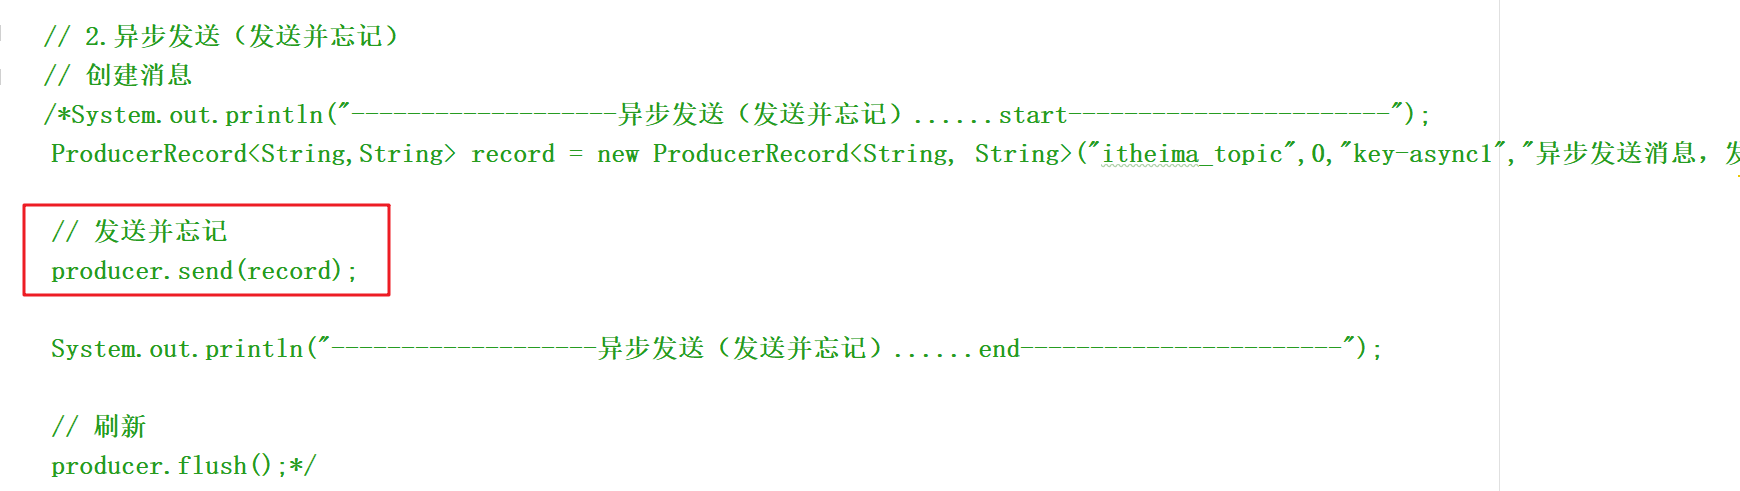 // 2.异步发送（发送并忘记）
// 创建消息
/*System.out.println("-------------------异步发送（发送并忘记）......start-----------------------");
ProducerRecord<String,String> record = new ProducerRecord<String, String>("itheima_topic",0,"key-async1","异步发送消息，
// 发送并忘记
producer.send(record);
System.out.println("-------------------异步发送（发送并忘记）......end-----------------------");
// 刷新
producer.flush();*/